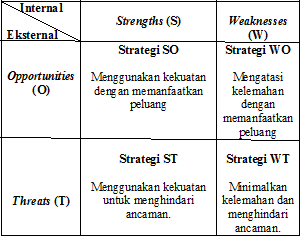 Internal
Eksternal
Strengths (S)
Weaknesses
(W)
Opportunities
(O)
Strategi SO
Menggunakan kekuatan
dengan memanfaatkan
peluang
Strategi WO
Mengatasi
kelemahan
dengan
memanfaatkan
peluang
Threats (T)
Strategi ST
Menggunakan kekuatan
untuk menghindari
ancaman.
Strategi WT
Minimalkan
kelemahan dan
menghindari
ancaman.